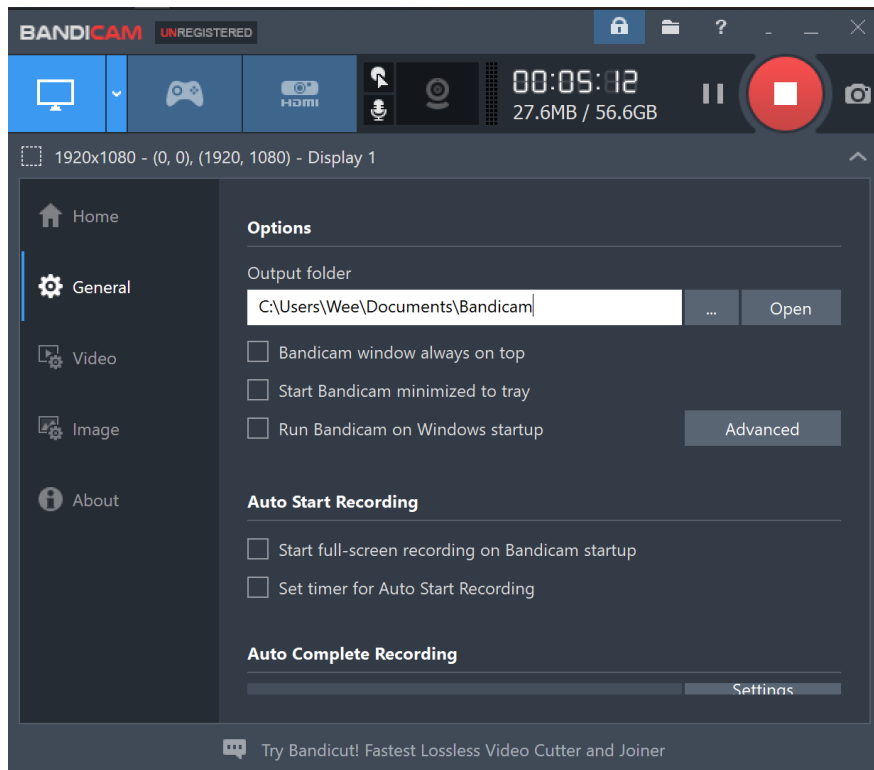 BANDICAM UNREGISTERED ?
HDMI
00:05:12
27.6MB / 56.6GB
1920x1080 - (0, 0), (1920, 1080) - Display 1
Home
General
Video
Image
About
Options
Output folder
C:\Users\Wee\Documents\Bandicam
...
Open
Bandicam window always on top
Start Bandicam minimized to tray
Run Bandicam on Windows startup
Advanced
Auto Start Recording
Start full-screen recording on Bandicam startup
Set timer for Auto Start Recording
Auto Complete Recording
Settings
Try Bandicut! Fastest Lossless Video Cutter and Joiner